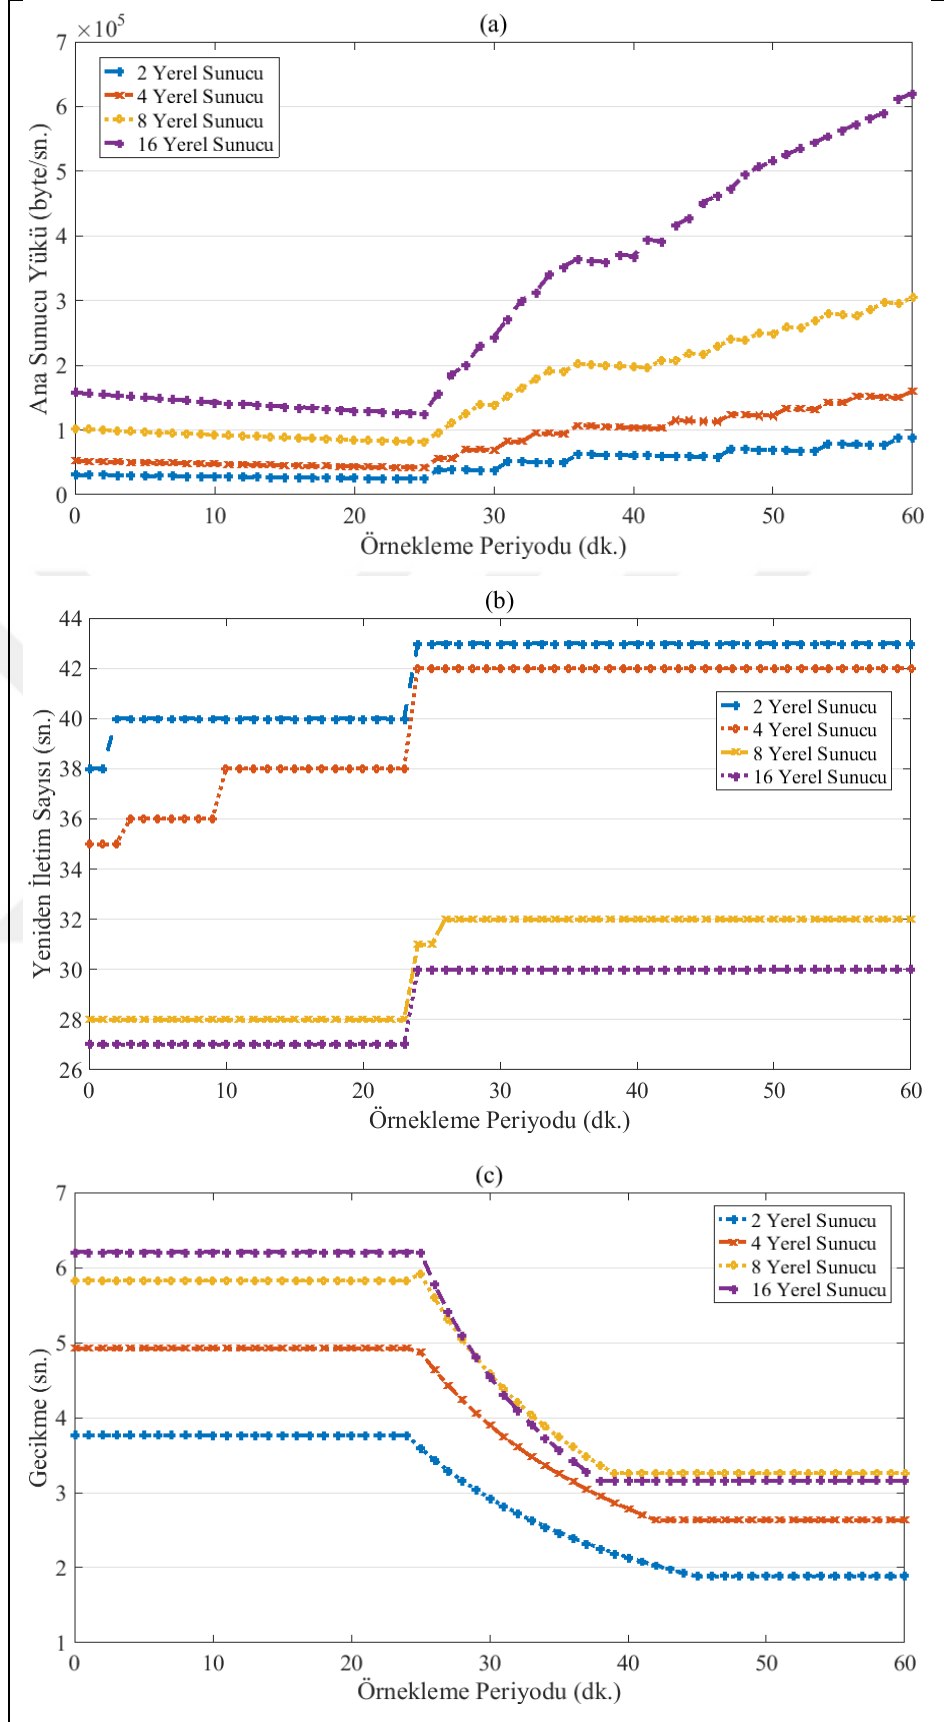 (a)
×10⁵
7
6
5
4
3
2
1
0
Ana Sunucu Yükü (byte/sn.)
2 Yerel Sunucu
4 Yerel Sunucu
8 Yerel Sunucu
16 Yerel Sunucu
0 10 20 30 40 50 60
Örnekleme Periyodu (dk.)
(b)
44
42
40
38
36
34
32
30
28
26
Yeniden İletim Sayısı (sn.)
2 Yerel Sunucu
4 Yerel Sunucu
8 Yerel Sunucu
16 Yerel Sunucu
0 10 20 30 40 50 60
Örnekleme Periyodu (dk.)
(c)
7
6
5
4
3
2
1
Gecikme (sn.)
2 Yerel Sunucu
4 Yerel Sunucu
8 Yerel Sunucu
16 Yerel Sunucu
0 10 20 30 40 50 60
Örnekleme Periyodu (dk.)